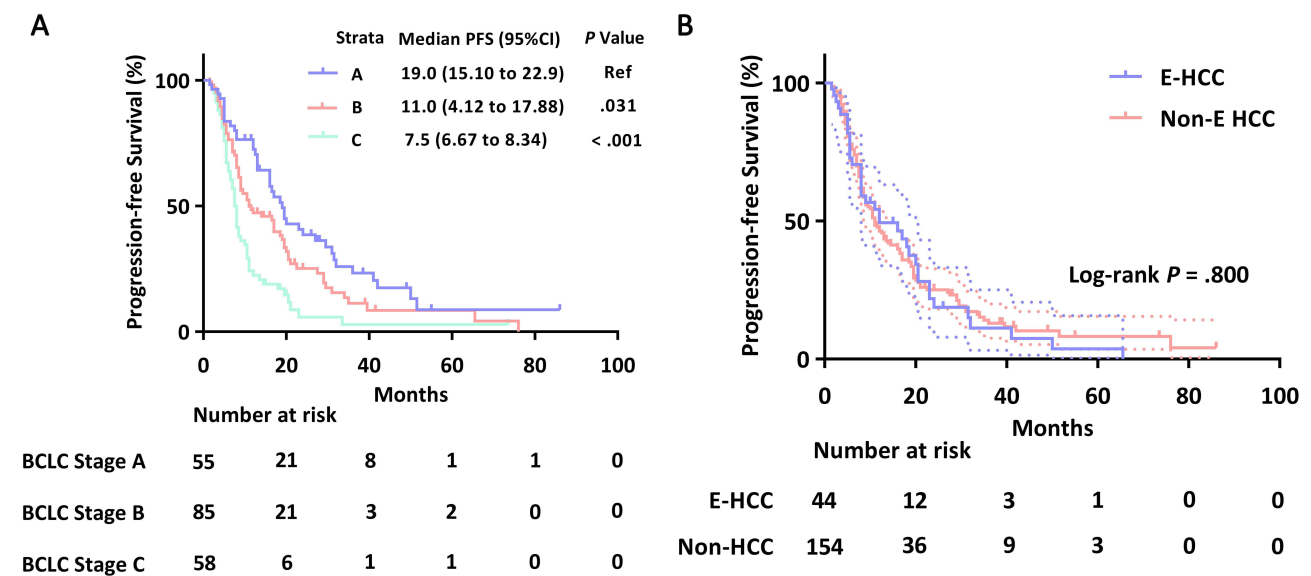 A
Strata Median PFS (95%CI) P Value
A 19.0 (15.10 to 22.9) Ref
B 11.0 (4.12 to 17.88) .031
C 7.5 (6.67 to 8.34) < .001
Progression-free Survival (%)
100
50
0
0 20 40 60 80 100
Months
Number at risk
BCLC Stage A 55 21 8 1 1 0
BCLC Stage B 85 21 3 2 0 0
BCLC Stage C 58 6 1 1 0 0
B
E-HCC
Non-E HCC
Log-rank P = .800
Progression-free Survival (%)
100
50
0
0 20 40 60 80 100
Months
Number at risk
E-HCC 44 12 3 1 0 0
Non-HCC 154 36 9 3 0 0